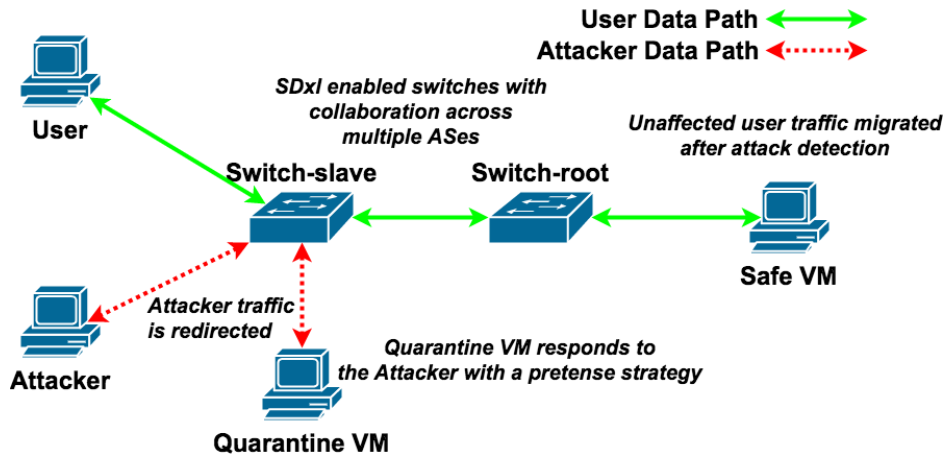 User Data Path
Attacker Data Path
SDxI enabled switches with
collaboration across
multiple ASes
User
Unaffected user traffic migrated
after attack detection
Switch-slave
Switch-root
Safe VM
Attacker traffic
is redirected
Attacker
Quarantine VM responds to
the Attacker with a pretense strategy
Quarantine VM